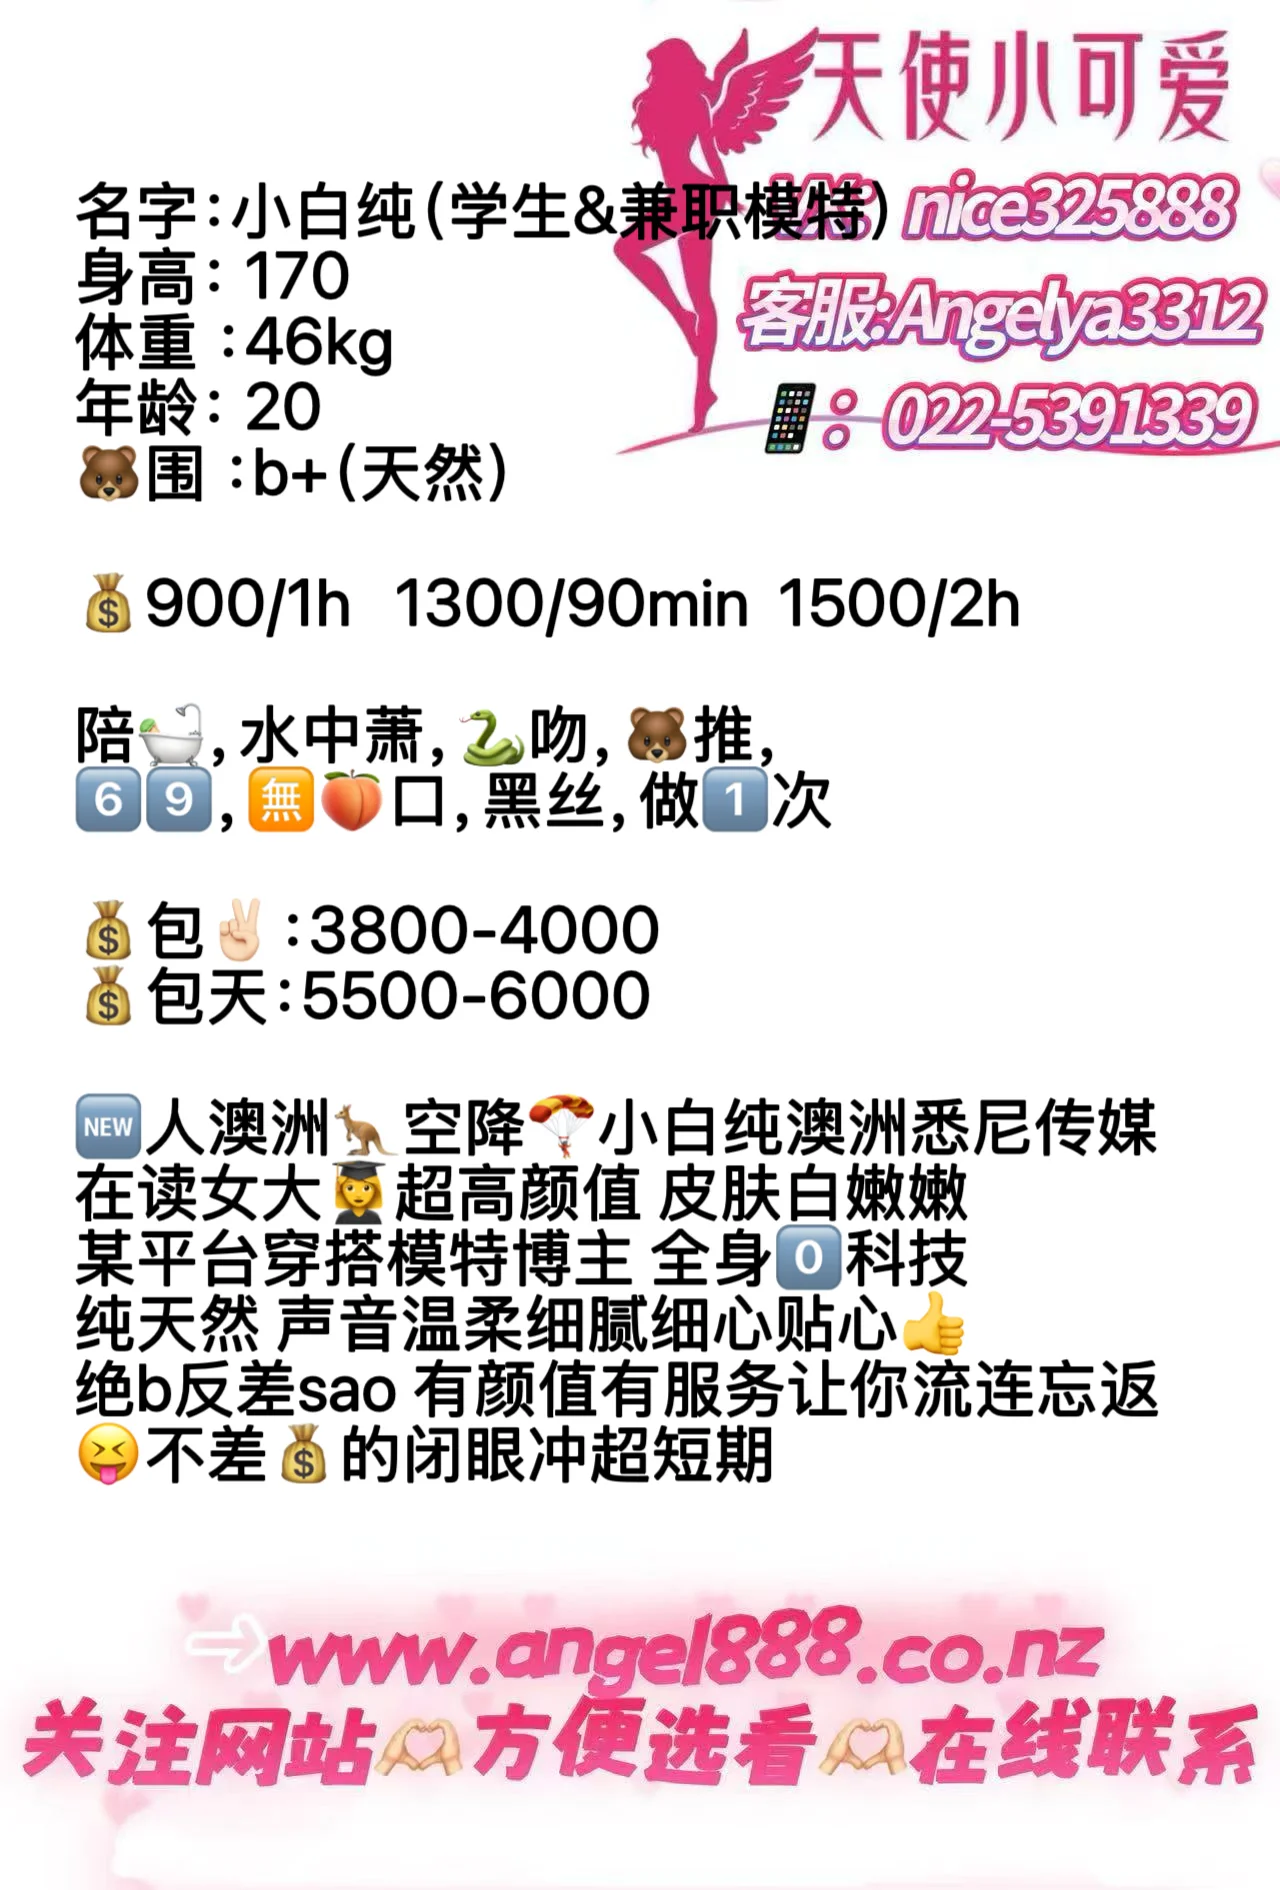 天使小可爱
nice325888
客服:Angelya3312
📱: 022-5391339
名字:小白纯(学生&兼职模特)
身高: 170
体重 :46kg
年龄: 20
🐻围 :b+(天然)
💰900/1h 1300/90min 1500/2h
陪🛀,水中萧,🐍吻,🐻推,
6️⃣9️⃣,🈚🍑口,黑丝,做1️⃣次
💰包✌🏻:3800-4000
💰包天:5500-6000
🆕人澳洲🦘空降🪂小白纯澳洲悉尼传媒
在读女大👩‍🎓超高颜值 皮肤白嫩嫩
某平台穿搭模特博主 全身0️⃣科技
纯天然 声音温柔细腻细心贴心👍
绝b反差sao 有颜值有服务让你流连忘返
😝不差💰的闭眼冲超短期
www.angel888.co.nz
关注网站🫶🏼方便选看🫶🏼在线联系